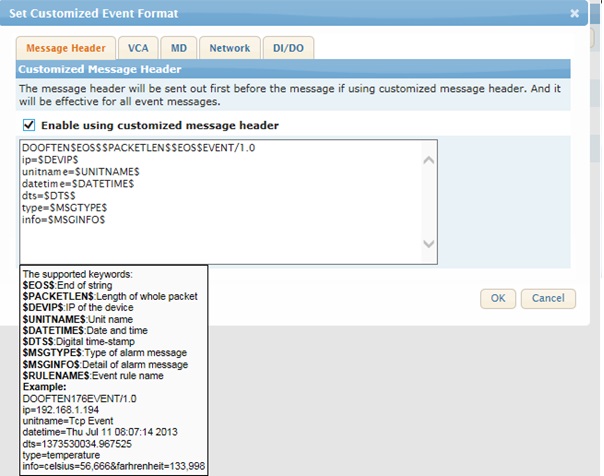 Set Customized Event Format
Message Header VCA MD Network DI/DO
Customized Message Header
The message header will be sent out first before the message if using customized message header. And it
will be effective for all event messages.
Enable using customized message header
DOOFTEN$EOS$$PACKETLEN$$EOS$EVENT/1.0
ip=$DEVIP$
unitname=$UNITNAME$
datetime=$DATETIME$
dts=$DTS$
type=$MSGTYPE$
info=$MSGINFO$
The supported keywords:
$EOS$:End of string
$PACKETLEN$:Length of whole packet
$DEVIP$:IP of the device
$UNITNAME$:Unit name
$DATETIME$:Date and time
$DTS$:Digital time-stamp
$MSGTYPE$:Type of alarm message
$MSGINFO$:Detail of alarm message
$RULENAME$:Event rule name
Example:
DOOFTEN176EVENT/1.0
ip=192.168.1.194
unitname=Tcp Event
datetime=Thu Jul 11 08:07:14 2013
dts=1373530034.967525
type=temperature
info=celsius=56,666&farhrenheit=133,998
OK Cancel